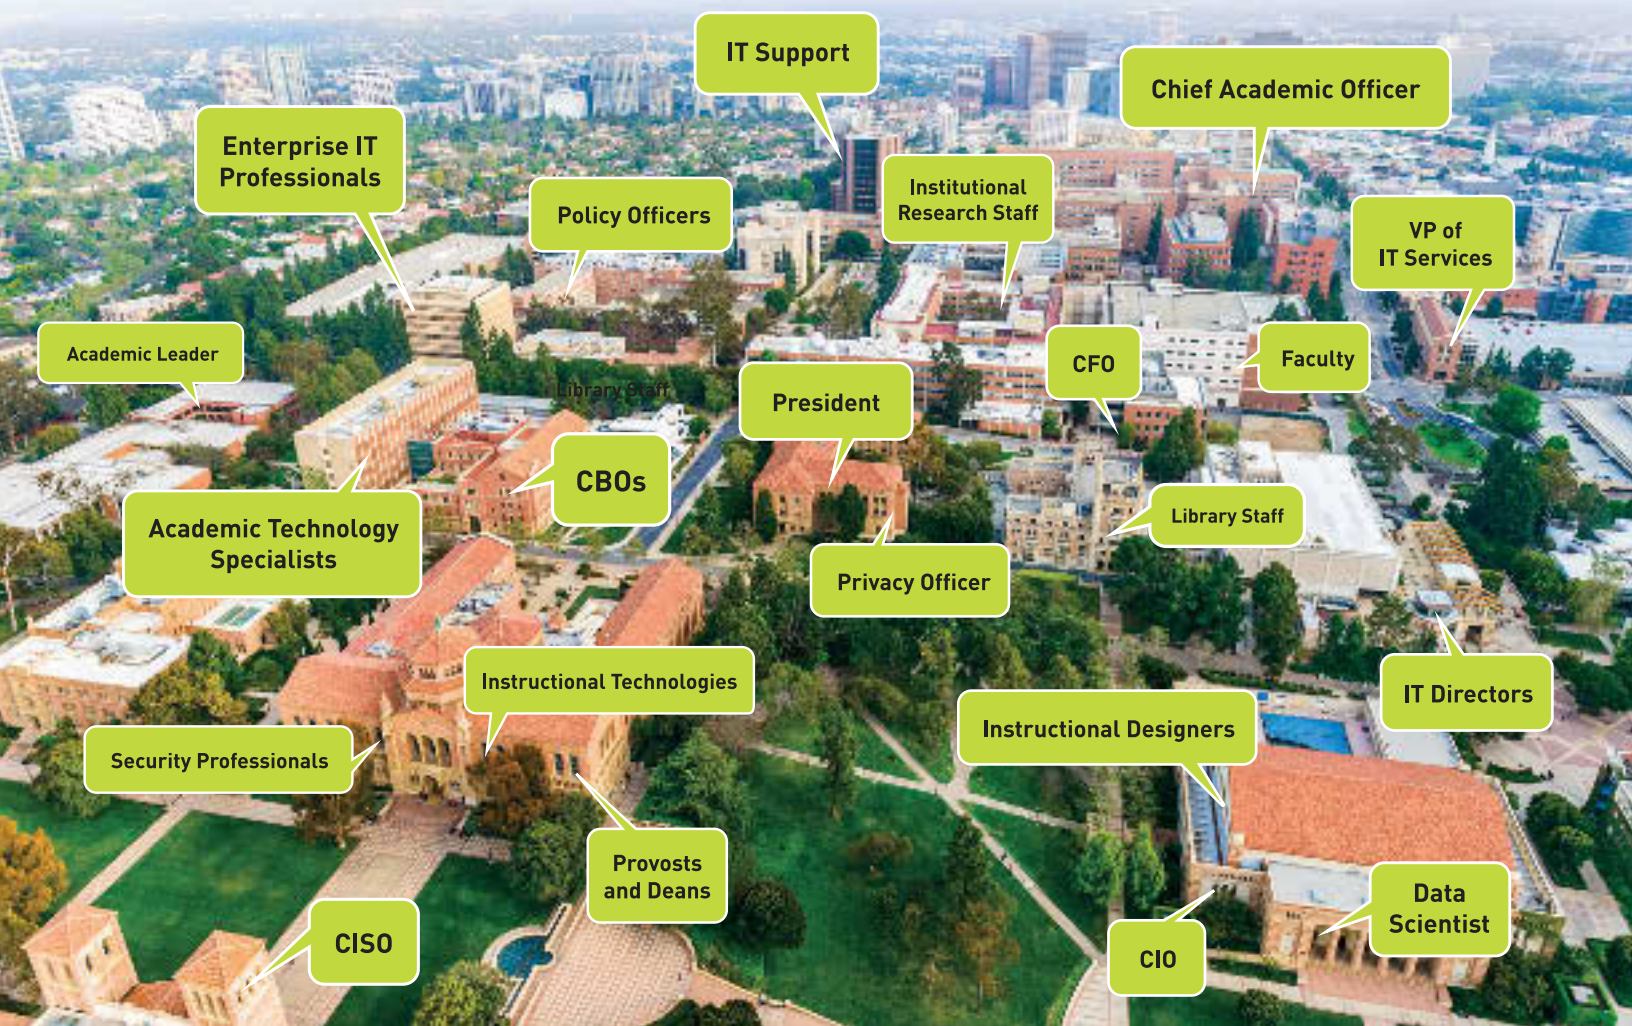 IT Support
Chief Academic Officer
Enterprise IT
Professionals
Policy Officers
Institutional
Research Staff
VP of
IT Services
Academic Leader
CFO
Faculty
Library Staff
President
CBOs
Academic Technology
Specialists
Library Staff
Privacy Officer
Instructional Technologies
IT Directors
Instructional Designers
Security Professionals
Provosts
and Deans
Data
Scientist
CISO
CIO